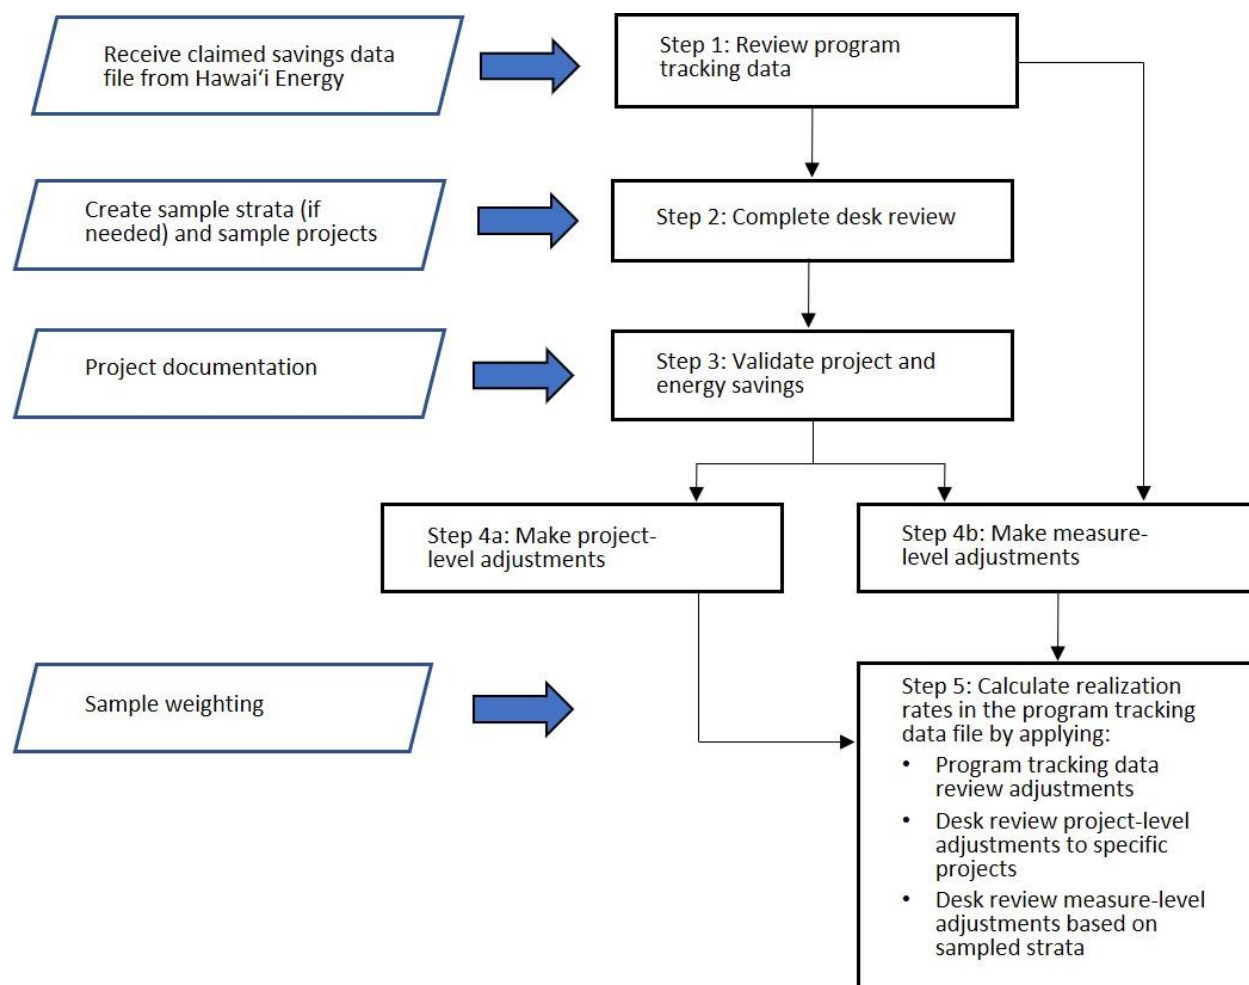 Receive claimed savings data
file from Hawai‘i Energy
Step 1: Review program
tracking data
Create sample strata (if
needed) and sample projects
Step 2: Complete desk review
Project documentation
Step 3: Validate project and
energy savings
Step 4a: Make project-
level adjustments
Step 4b: Make measure-
level adjustments
Sample weighting
Step 5: Calculate realization
rates in the program tracking
data file by applying:
• Program tracking data
review adjustments
• Desk review project-level
adjustments to specific
projects
• Desk review measure-level
adjustments based on
sampled strata